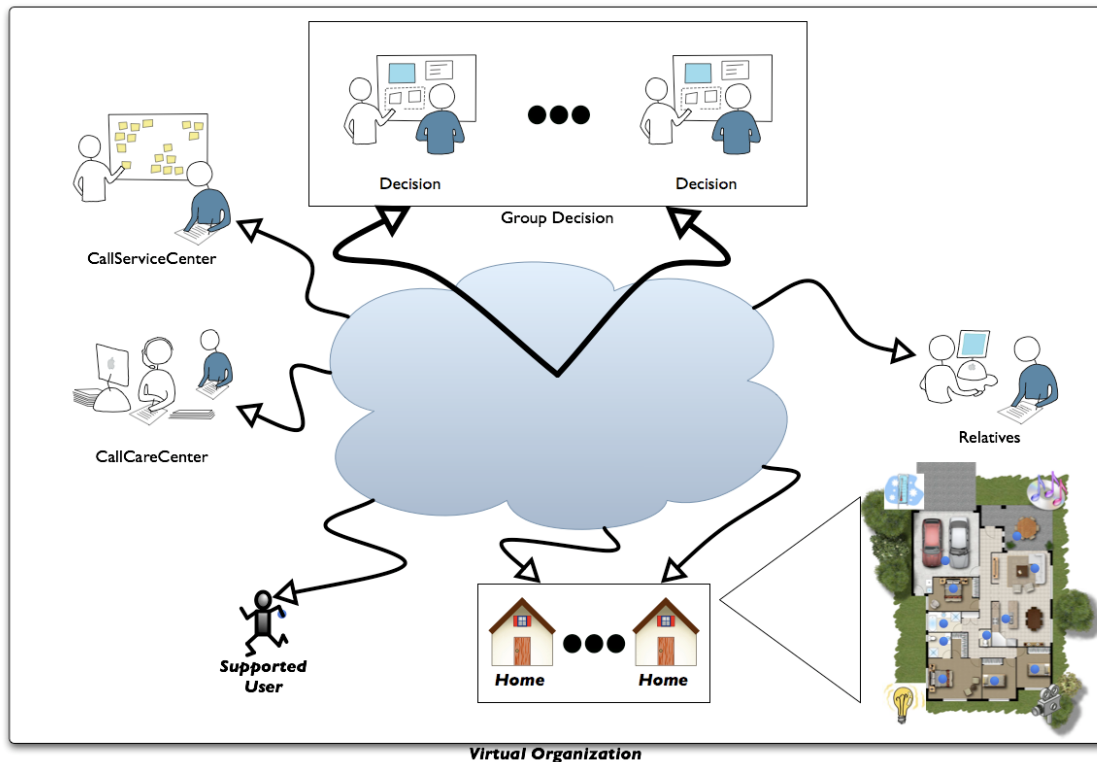 Decision
Decision
Group Decision
CallServiceCenter
CallCareCenter
Relatives
Supported
User
Home
Home
Virtual Organization